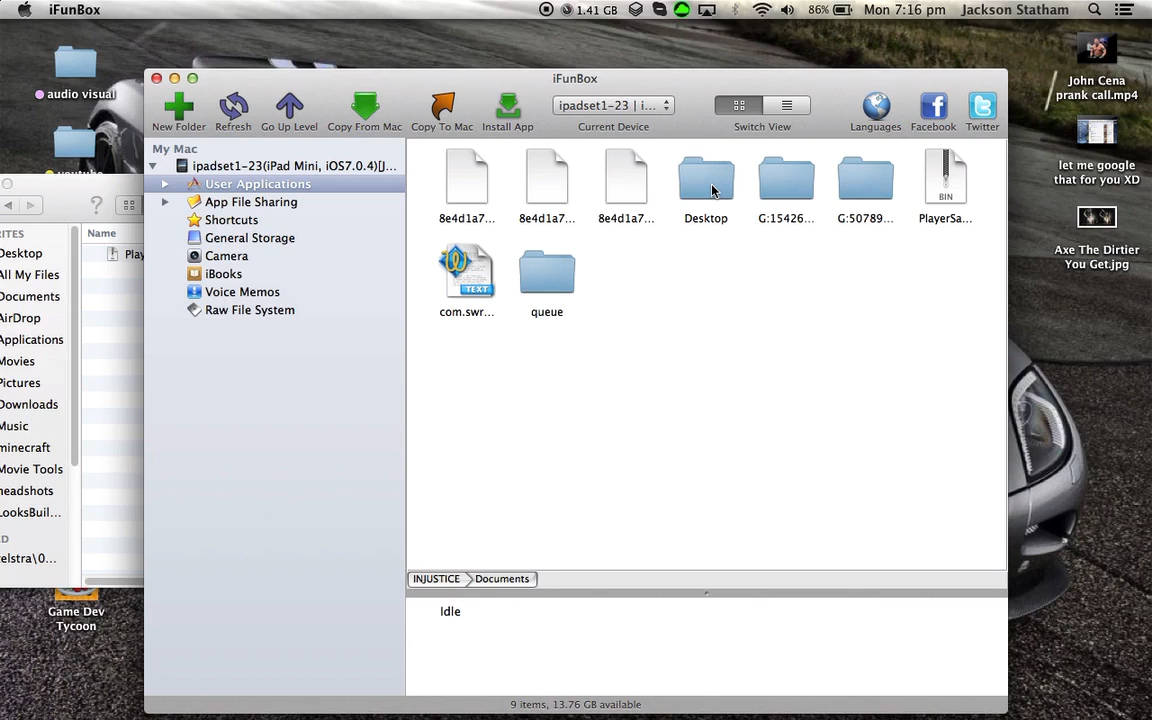 iFunBox
1.41 GB
86%
Mon 7:16 pm
Jackson Statham
audio visual
John Cena
prank call.mp4
let me google
that for you XD
Axe The Dirtier
You Get.jpg
Game Dev
Tycoon
Name
Desktop
All My Files
Documents
AirDrop
Applications
Movies
Pictures
Downloads
Music
minecraft
Movie Tools
headshots
LooksBuil...
iFunBox
New Folder
Refresh
Go Up Level
Copy From Mac
Copy To Mac
Install App
ipadset1-23 | i...
Current Device
Switch View
Languages
Facebook
Twitter
My Mac
ipadset1-23(iPad Mini, iOS7.0.4)[J...
User Applications
App File Sharing
Shortcuts
General Storage
Camera
iBooks
Voice Memos
Raw File System
8e4d1a7...
8e4d1a7...
8e4d1a7...
Desktop
G:15426...
G:50789...
BIN
PlayerSa...
TEXT
com.swr...
queue
INJUSTICE
Documents
Idle
9 items, 13.76 GB available